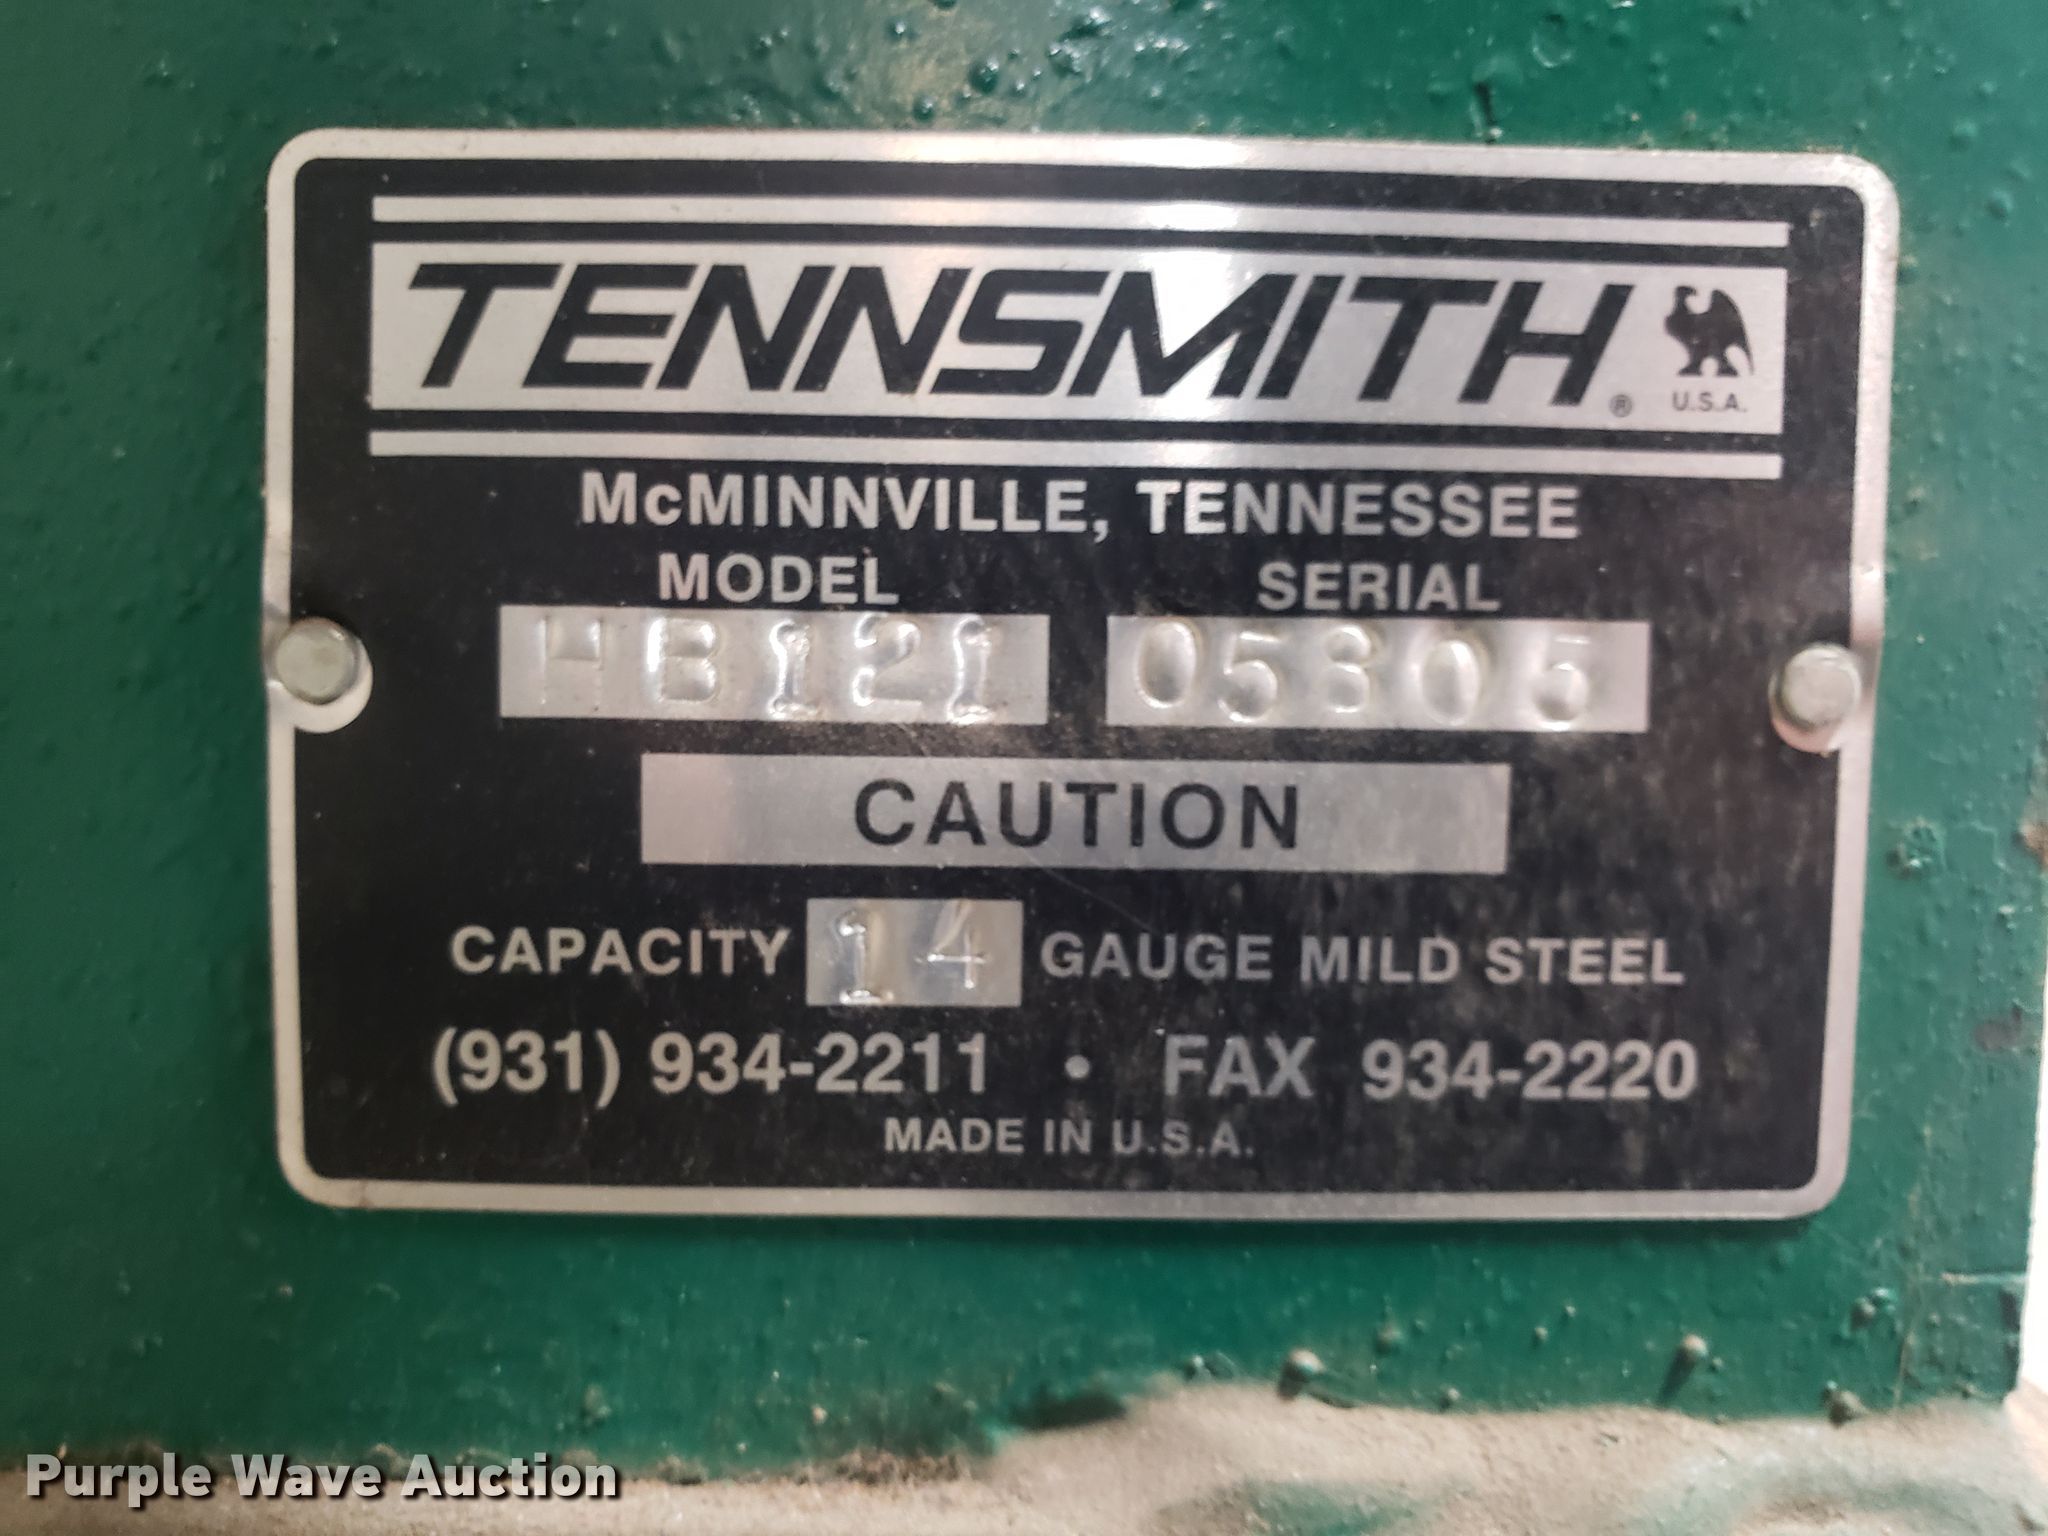 TENNSMITH®
U.S.A.
McMINNVILLE, TENNESSEE
MODEL SERIAL
HB121 05305
CAUTION
CAPACITY 14 GAUGE MILD STEEL
(931) 934-2211 • FAX 934-2220
MADE IN U.S.A.
Purple Wave Auction